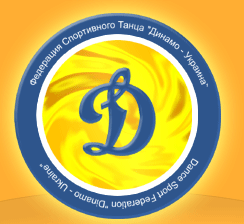 Федерация Спортивного Танца "Динамо - Украина"
Д
Dance Sport Federation "Dinamo - Ukraine"